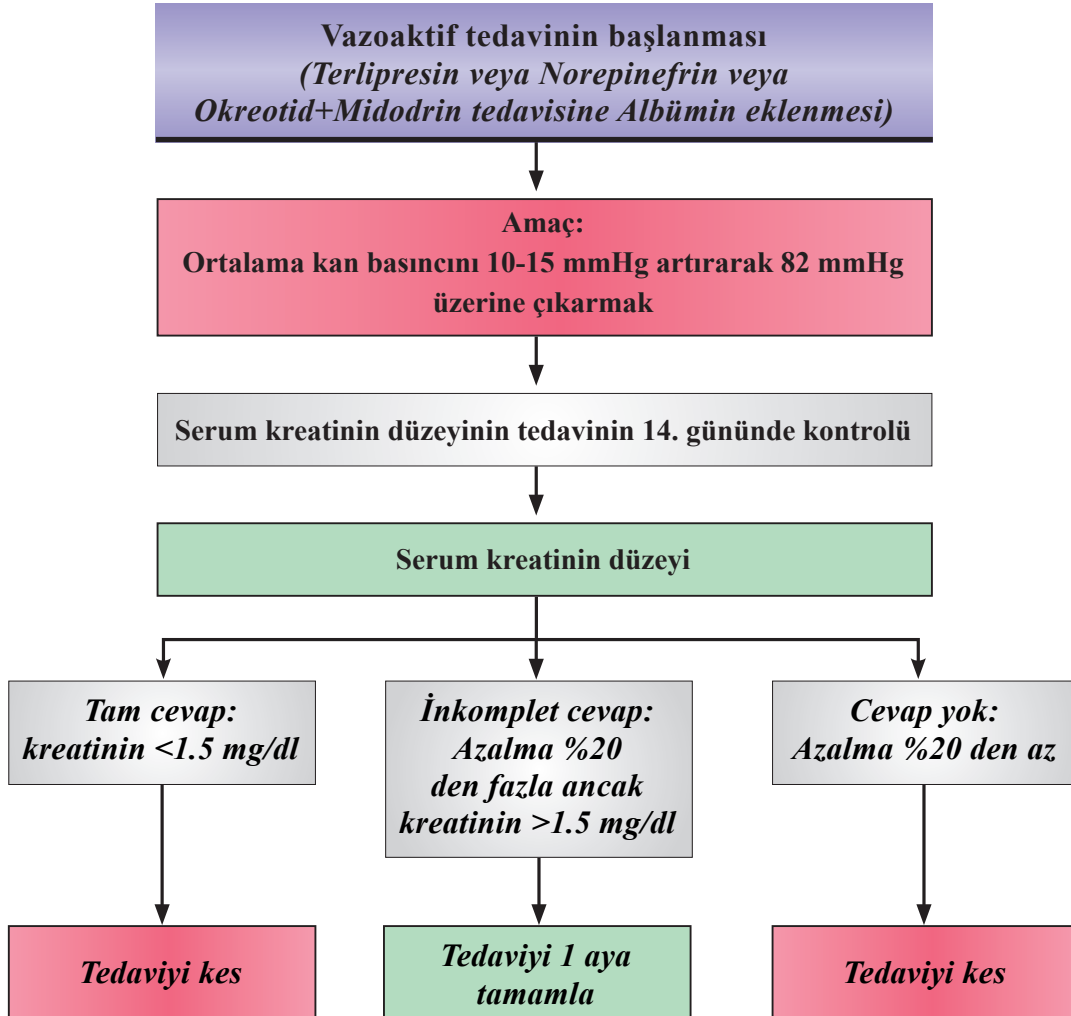 Vazoaktif tedavinin başlanması
(Terlipresin veya Norepinefrin veya
Okreotid+Midodrin tedavisine Albümin eklenmesi)
Amaç:
Ortalama kan basıncını 10-15 mmHg artırarak 82 mmHg
üzerine çıkarmak
Serum kreatinin düzeyinin tedavinin 14. gününde kontrolü
Serum kreatinin düzeyi
Tam cevap:
kreatinin <1.5 mg/dl
İnkomplet cevap:
Azalma %20
den fazla ancak
kreatinin >1.5 mg/dl
Cevap yok:
Azalma %20 den az
Tedaviyi kes
Tedaviyi 1 aya
tamamla
Tedaviyi kes